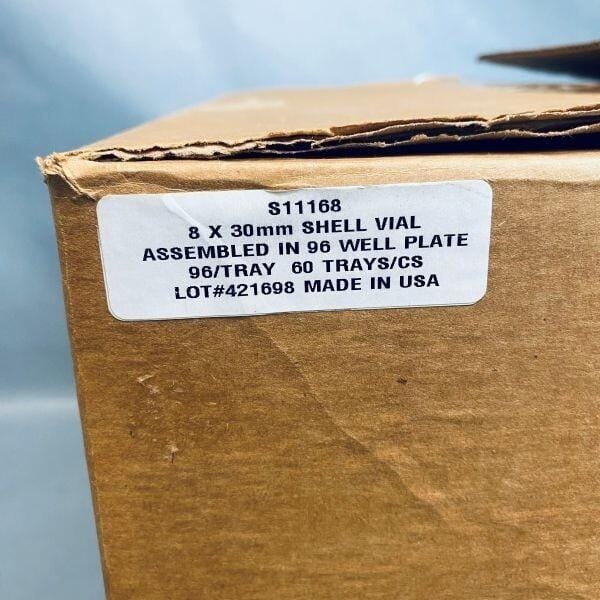 S11168
8 X 30mm SHELL VIAL
ASSEMBLED IN 96 WELL PLATE
96/TRAY 60 TRAYS/CS
LOT#421698 MADE IN USA